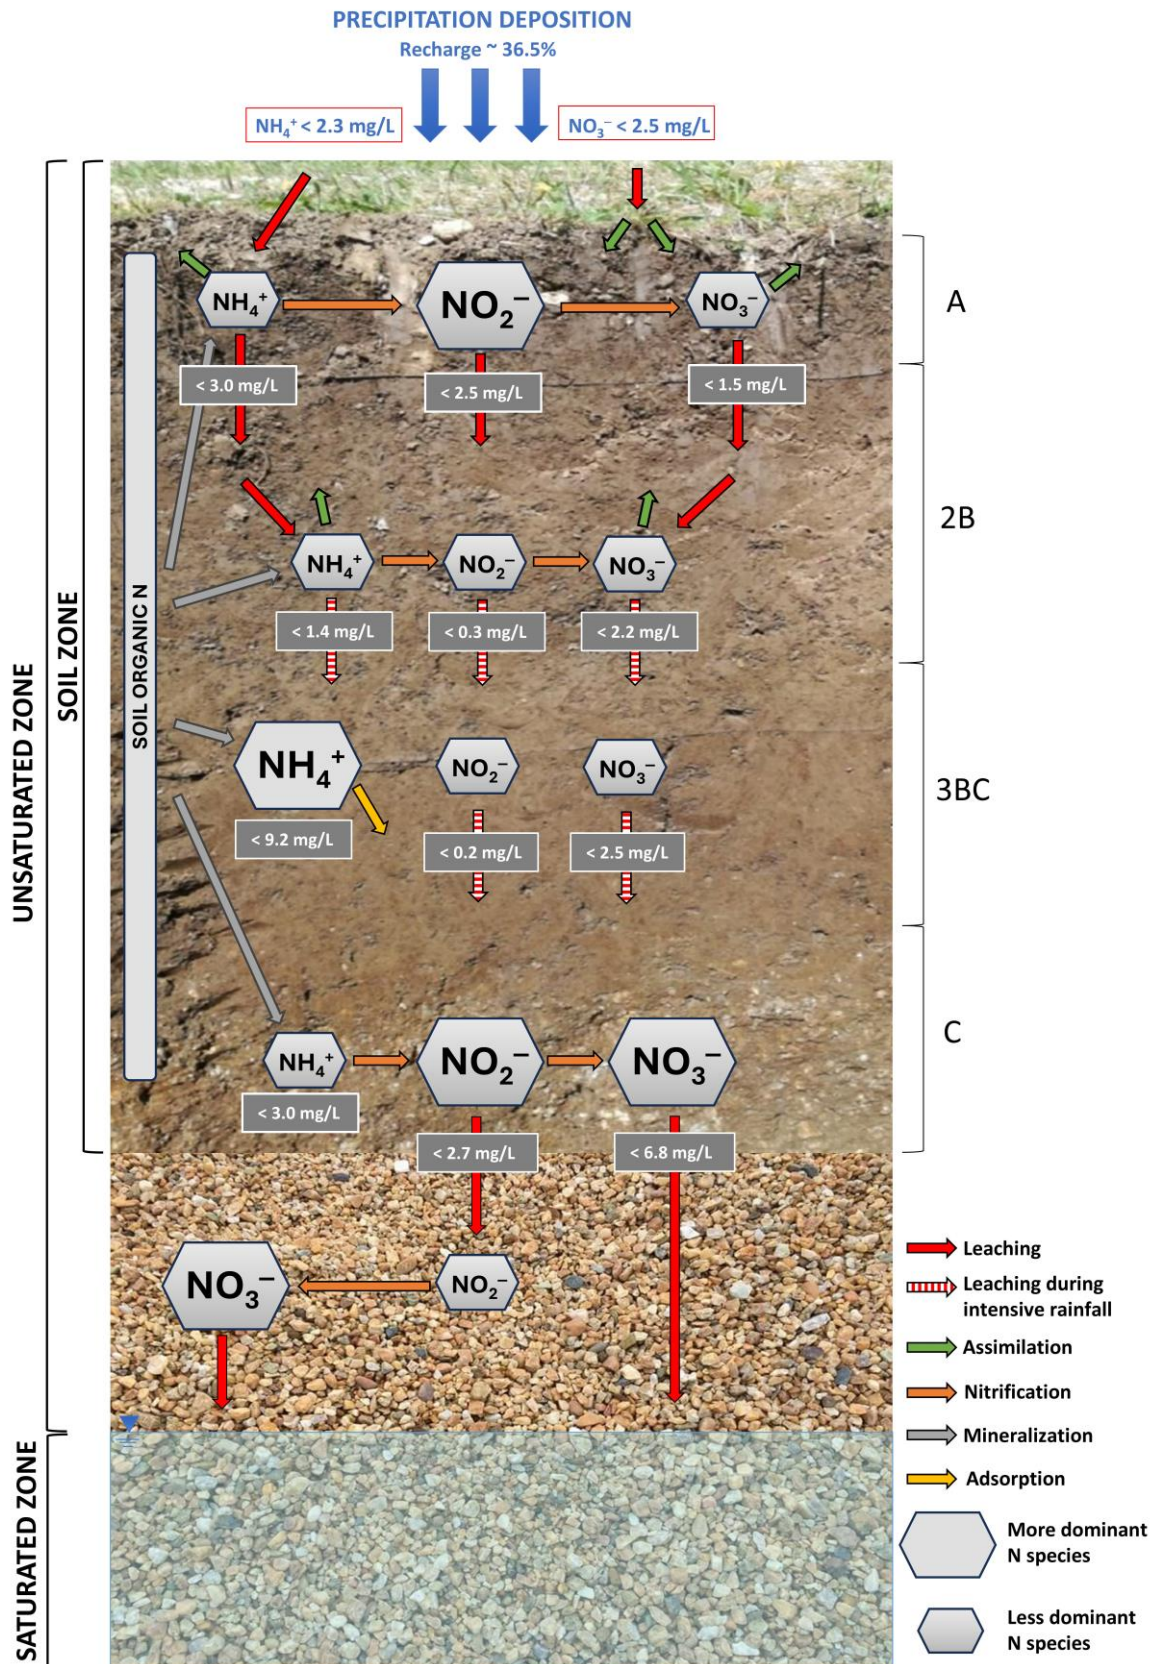 PRECIPITATION DEPOSITION
Recharge ~ 36.5%
NH₄⁺ < 2.3 mg/L
NO₃⁻ < 2.5 mg/L
UNSATURATED ZONE
SOIL ZONE
SOIL ORGANIC N
NH₄⁺
NO₂⁻
NO₃⁻
A
< 3.0 mg/L
< 2.5 mg/L
< 1.5 mg/L
2B
NH₄⁺
NO₂⁻
NO₃⁻
< 1.4 mg/L
< 0.3 mg/L
< 2.2 mg/L
NH₄⁺
NO₂⁻
NO₃⁻
3BC
< 9.2 mg/L
< 0.2 mg/L
< 2.5 mg/L
C
NH₄⁺
NO₂⁻
NO₃⁻
< 3.0 mg/L
< 2.7 mg/L
< 6.8 mg/L
NO₃⁻
NO₂⁻
SATURATED ZONE
Leaching
Leaching during
intensive rainfall
Assimilation
Nitrification
Mineralization
Adsorption
More dominant
N species
Less dominant
N species